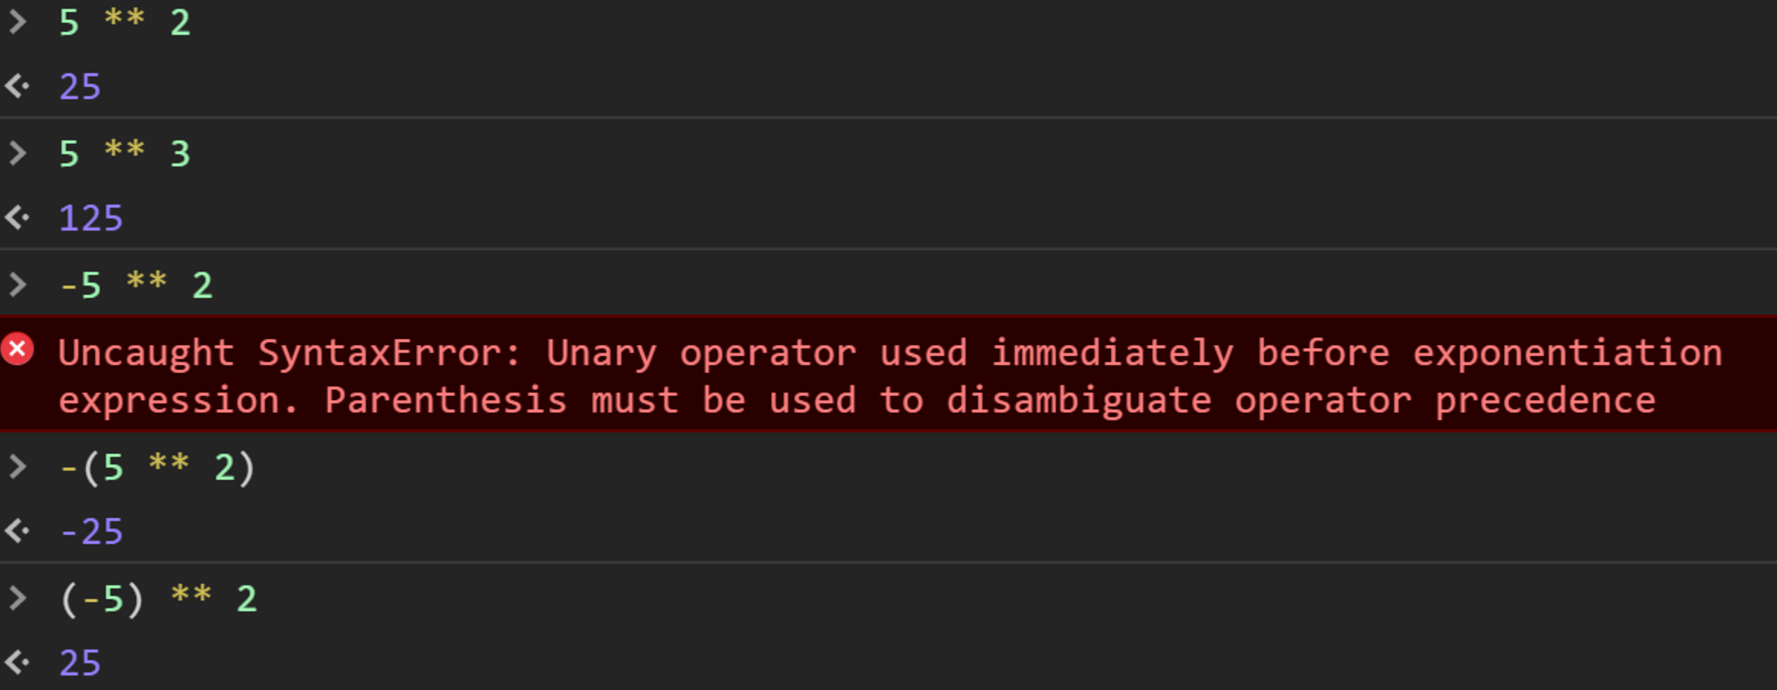 > 5 ** 2
25
> 5 ** 3
125
> -5 ** 2
Uncaught SyntaxError: Unary operator used immediately before exponentiation
expression. Parenthesis must be used to disambiguate operator precedence
> -(5 ** 2)
-25
> (-5) ** 2
25